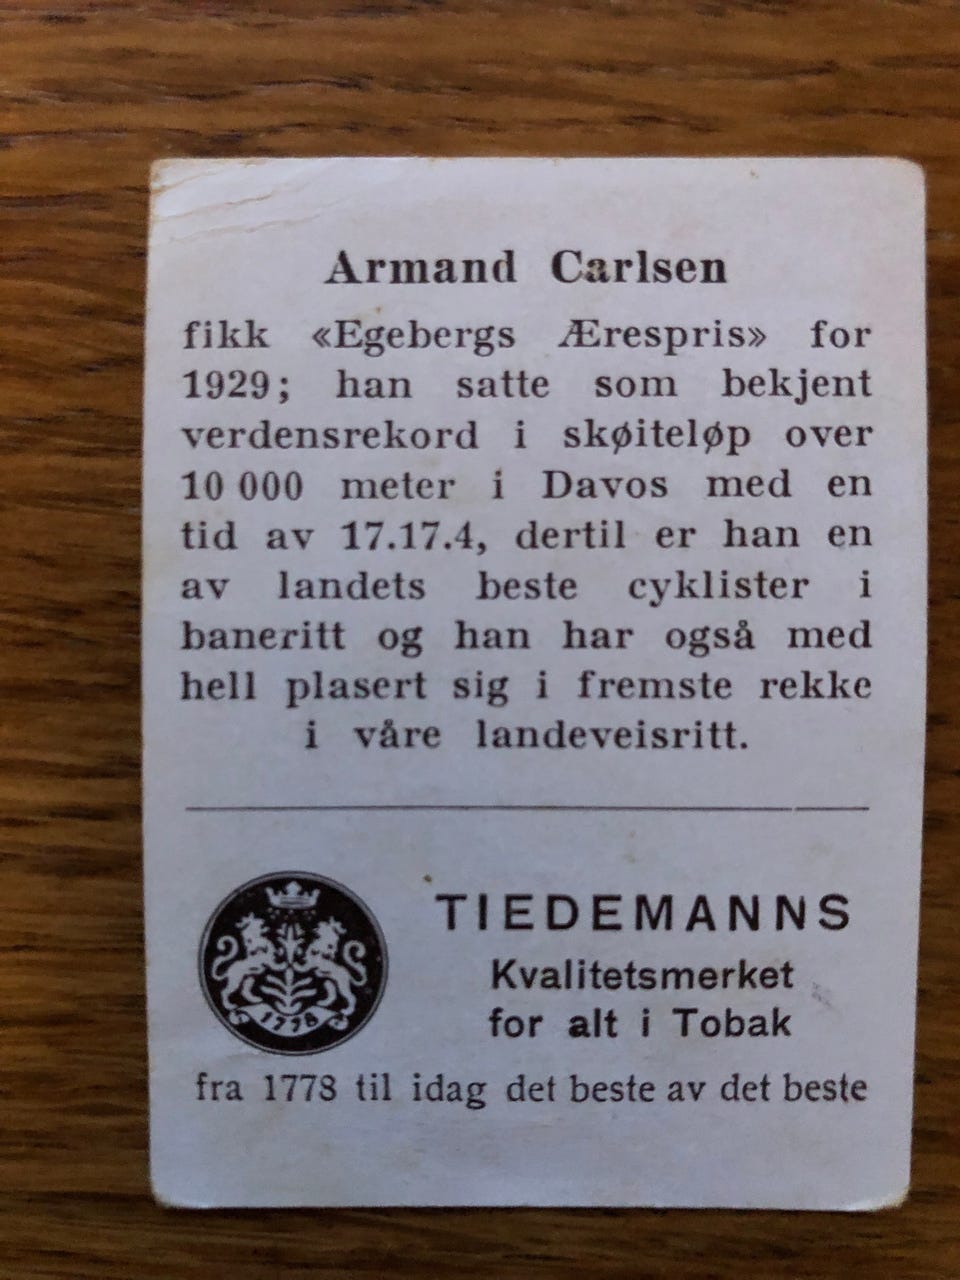 Armand Carlsen
fikk «Egebergs Ærespris» for
1929; han satte som bekjent
verdensrekord i skøiteløp over
10 000 meter i Davos med en
tid av 17.17.4, dertil er han en
av landets beste cyklister i
baneritt og han har også med
hell plasert sig i fremste rekke
i våre landeveisritt.
TIEDEMANNS
Kvalitetsmerket
for alt i Tobak
1778
fra 1778 til idag det beste av det beste